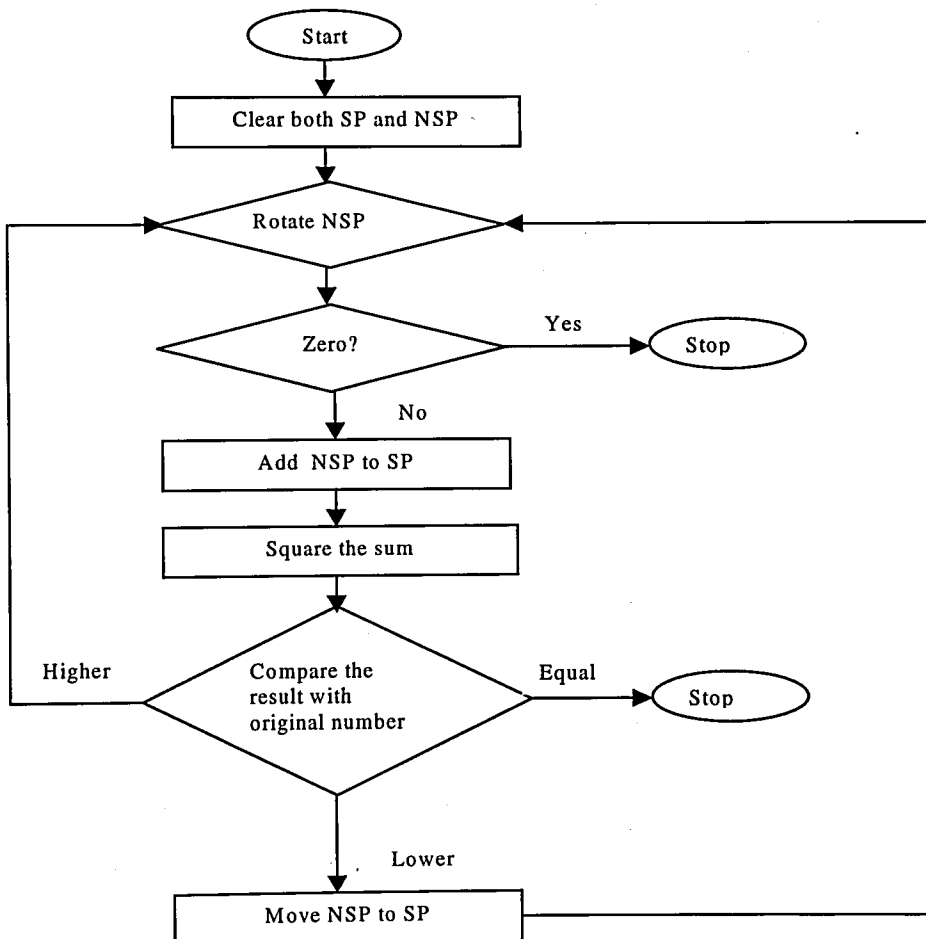 Start
Clear both SP and NSP
Rotate NSP
Zero?
Yes
Stop
No
Add NSP to SP
Square the sum
Higher
Compare the
result with
original number
Equal
Stop
Lower
Move NSP to SP